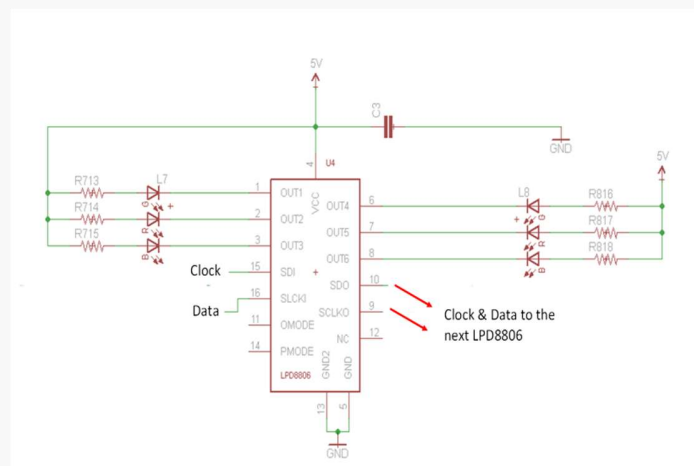 5V
C3
GND
U4
4
VCC
5V
R713
L7
G
1
OUT1
R714
R
2
OUT2
R715
B
3
OUT3
OUT4
6
L8
G
R816
OUT5
7
R
R817
OUT6
8
B
R818
Clock
15
SDI
SDO
10
Data
16
SLCKI
SCLKO
9
Clock & Data to the
next LPD8806
11
OMODE
NC
12
14
PMODE
LPD8806
GND2
GND
13
5
GND